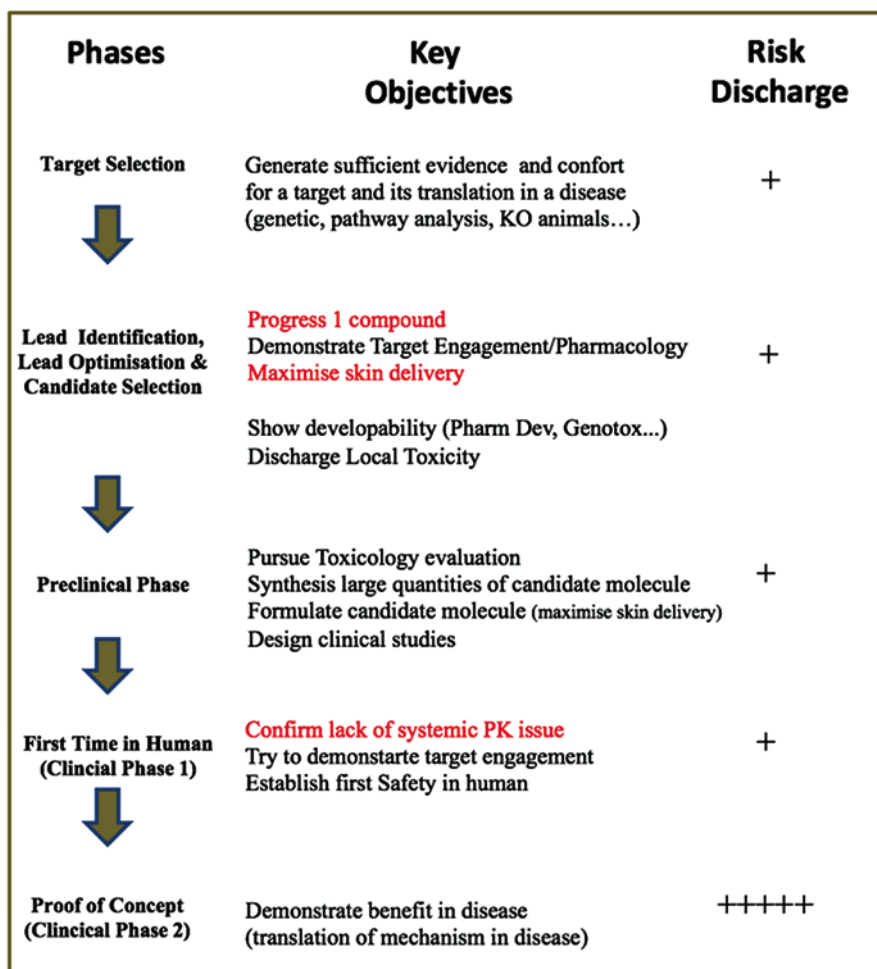 Phases
Key
Objectives
Risk
Discharge
Target Selection
Generate sufficient evidence and confort
for a target and its translation in a disease
(genetic, pathway analysis, KO animals…)
+
Lead Identification,
Lead Optimisation &
Candidate Selection
Progress 1 compound
Demonstrate Target Engagement/Pharmacology
Maximise skin delivery
Show developability (Pharm Dev, Genotox...)
Discharge Local Toxicity
+
Preclinical Phase
Pursue Toxicology evaluation
Synthesis large quantities of candidate molecule
Formulate candidate molecule (maximise skin delivery)
Design clinical studies
+
First Time in Human
(Clincial Phase 1)
Confirm lack of systemic PK issue
Try to demonstarte target engagement
Establish first Safety in human
+
Proof of Concept
(Clincical Phase 2)
Demonstrate benefit in disease
(translation of mechanism in disease)
+++++